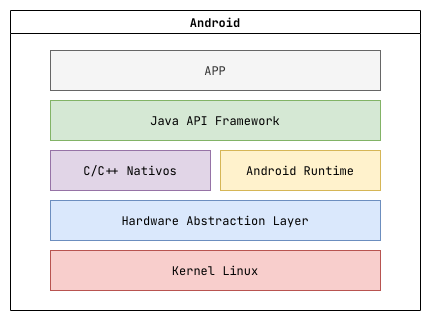 Android
APP
Java API Framework
C/C++ Nativos
Android Runtime
Hardware Abstraction Layer
Kernel Linux